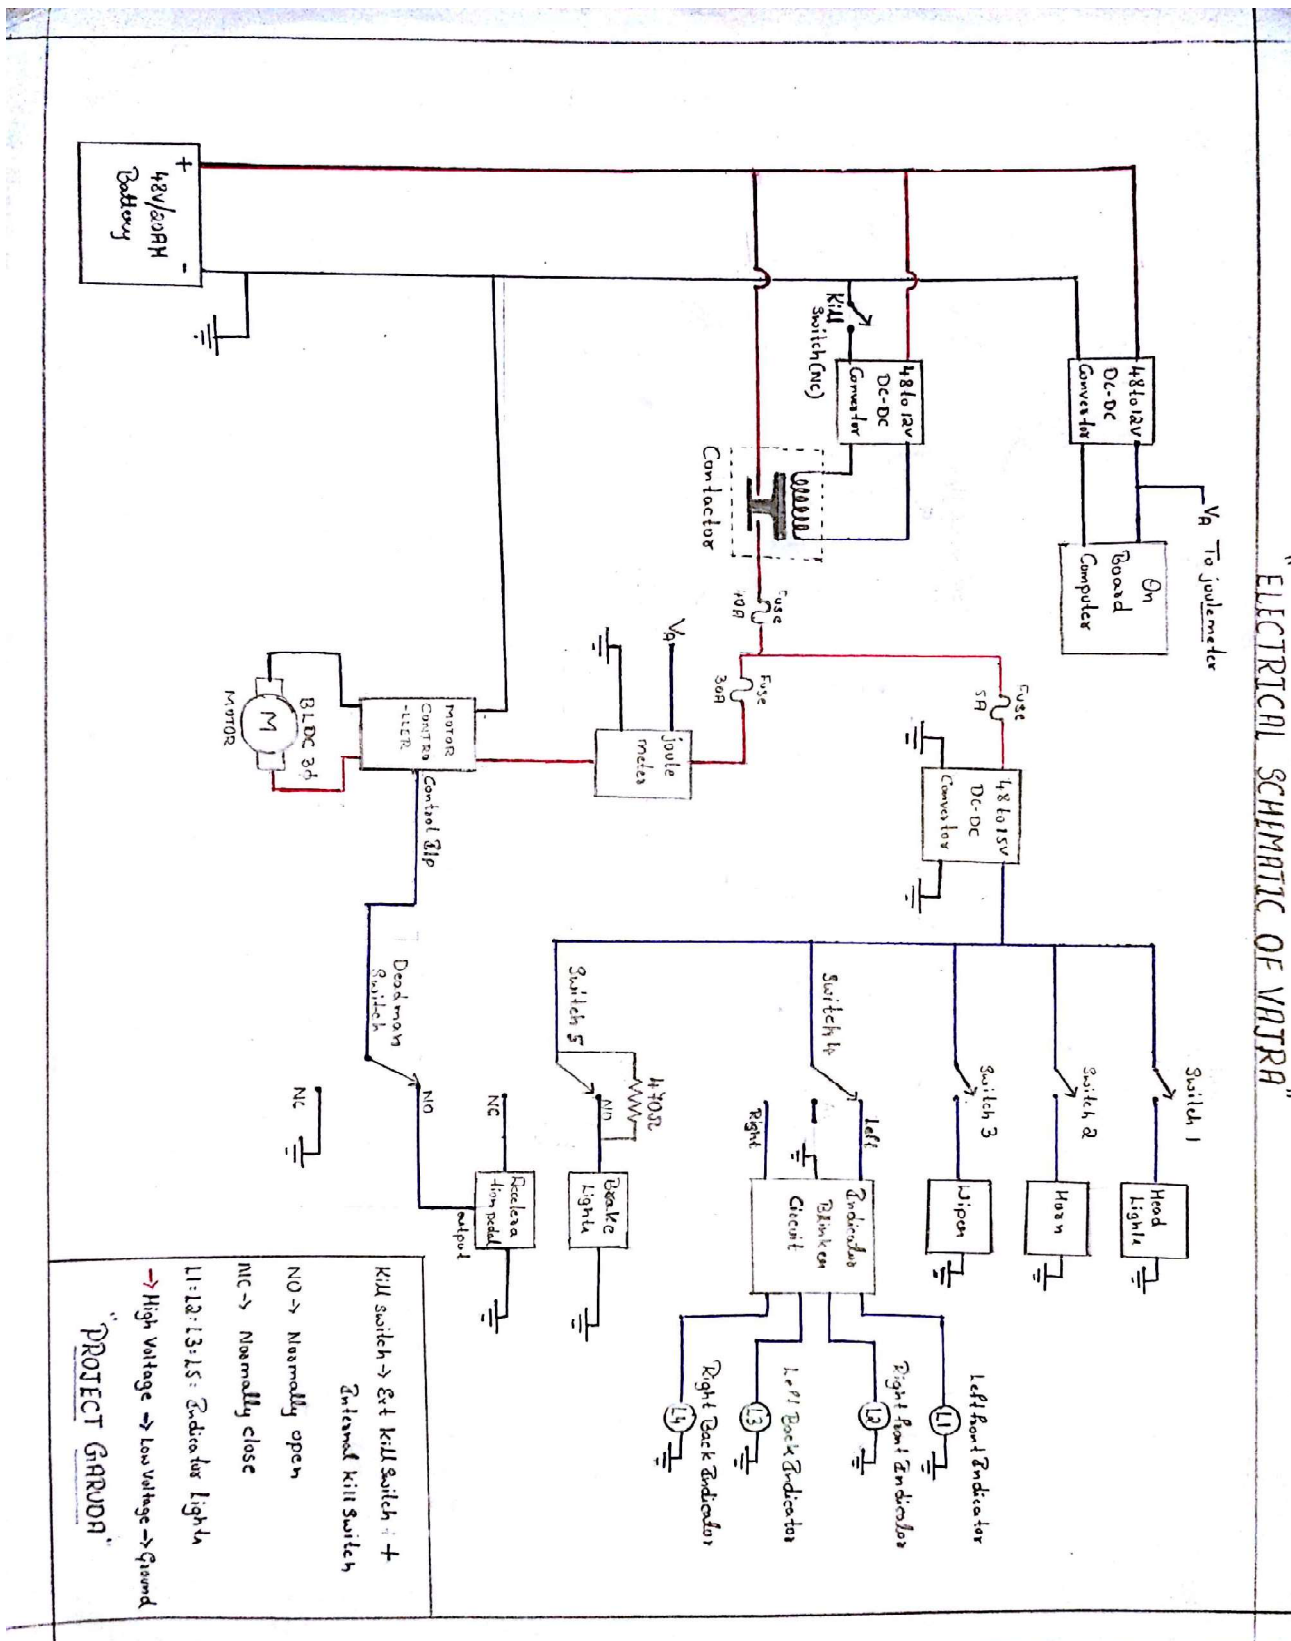 "ELECTRICAL SCHEMATIC OF VAJRA"
48V/20AH
Battery
+
-
48 to 12V
DC-DC
Convertor
VA To joulemeter
On
Board
Computer
48 to 12V
DC-DC
Convertor
Kill
Switch (NC)
Contactor
Fuse
40A
Fuse
5A
Fuse
30A
48 to 15V
DC-DC
Convertor
VA
joule
meter
MOTOR
CONTRO
-LLER
Control I/P
BLDC 3ϕ
M
MOTOR
Switch 1
Head
Lights
Switch 2
Horn
Switch 3
Wiper
Switch 4
Left
Right
Indicator
Blinker
Circuit
L1
Left front Indicator
L2
Right front Indicator
L3
Left Back Indicator
L4
Right Back Indicator
Switch 5
470Ω
NO
Brake
Lights
Deadman
Switch
NO
NC
NC
Accelera
-tion pedal
output
Kill switch → Ext Kill Switch +
Internal Kill Switch
NO → Normally open
NC → Normally close
L1=L2=L3=L5= Indicator lights
→ High Voltage → Low Voltage → Ground
"PROJECT GARUDA"